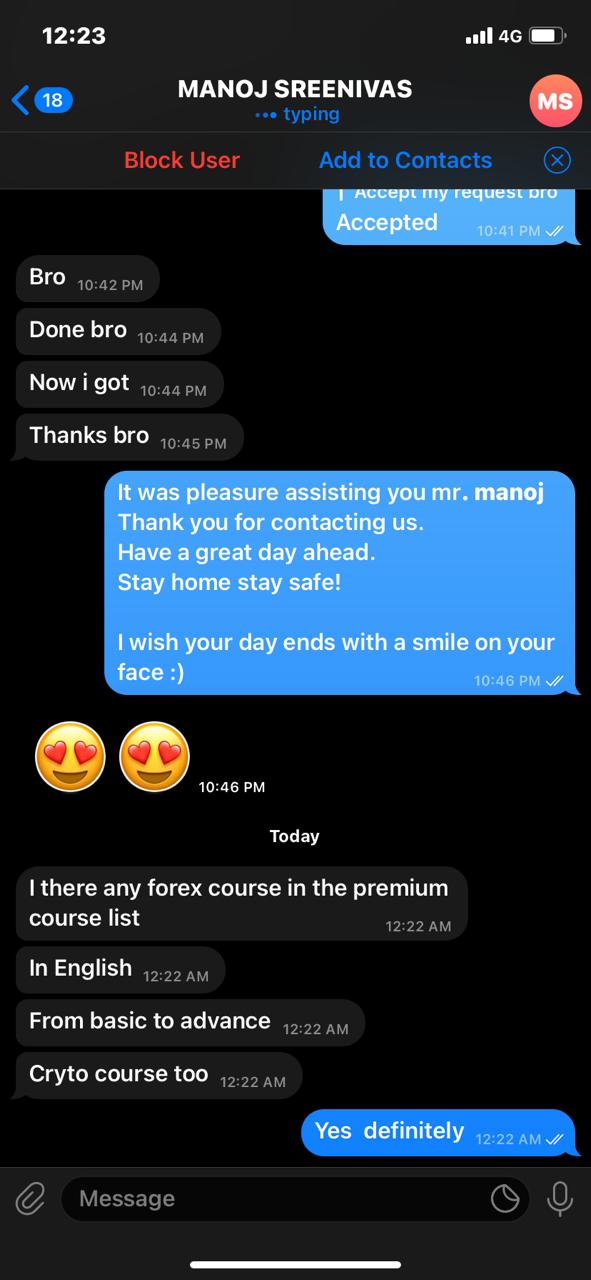 12:23
4G
18
MANOJ SREENIVAS
typing
MS
Block User
Add to Contacts
Accept my request bro
Accepted
10:41 PM
Bro 10:42 PM
Done bro 10:44 PM
Now i got 10:44 PM
Thanks bro 10:45 PM
It was pleasure assisting you mr. manoj
Thank you for contacting us.
Have a great day ahead.
Stay home stay safe!
I wish your day ends with a smile on your
face :)
10:46 PM
10:46 PM
Today
I there any forex course in the premium
course list
12:22 AM
In English 12:22 AM
From basic to advance 12:22 AM
Cryto course too 12:22 AM
Yes definitely 12:22 AM
Message